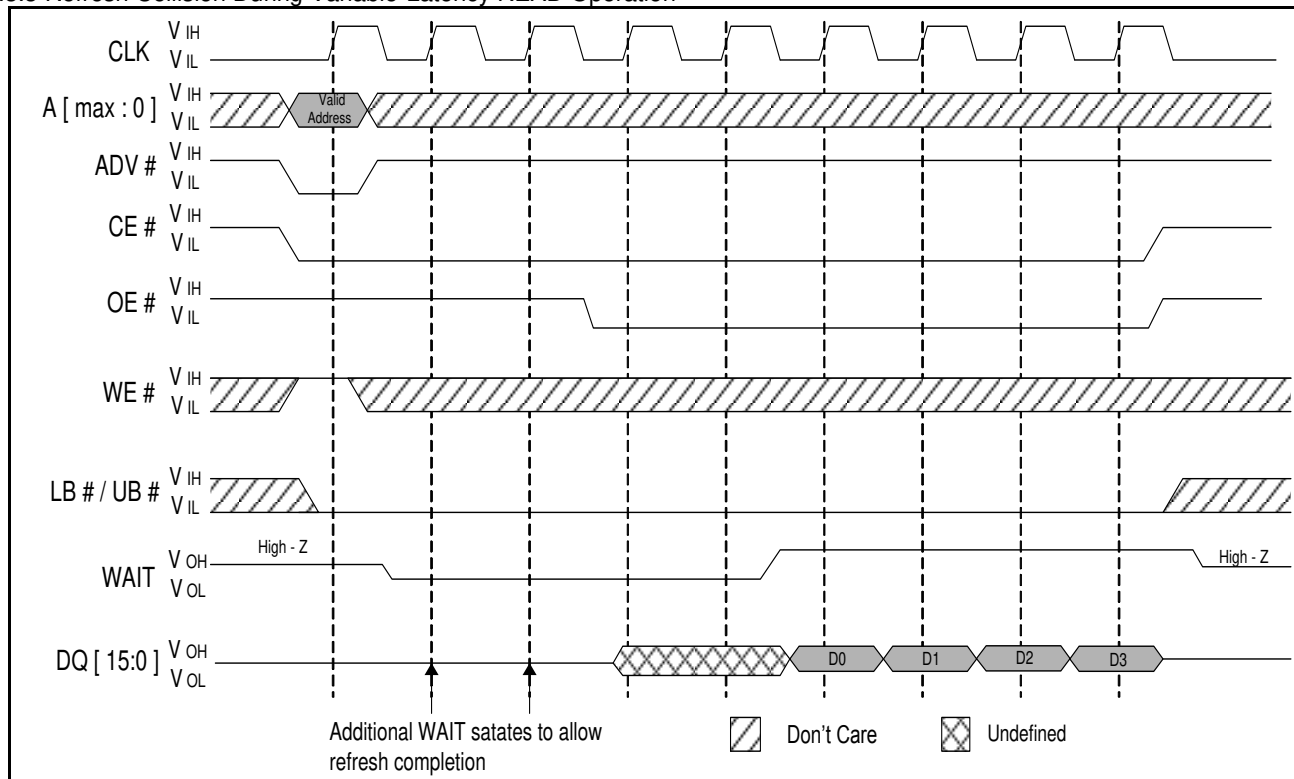 Refresh Collision During Variable Latency READ Operation
CLK
V IH
V IL
A [ max : 0 ]
V IH
V IL
Valid
Address
ADV #
V IH
V IL
CE #
V IH
V IL
OE #
V IH
V IL
WE #
V IH
V IL
LB # / UB #
V IH
V IL
WAIT
V OH
V OL
High - Z
High - Z
DQ [ 15:0 ]
V OH
V OL
D0
D1
D2
D3
Additional WAIT satates to allow
refresh completion
Don't Care
Undefined